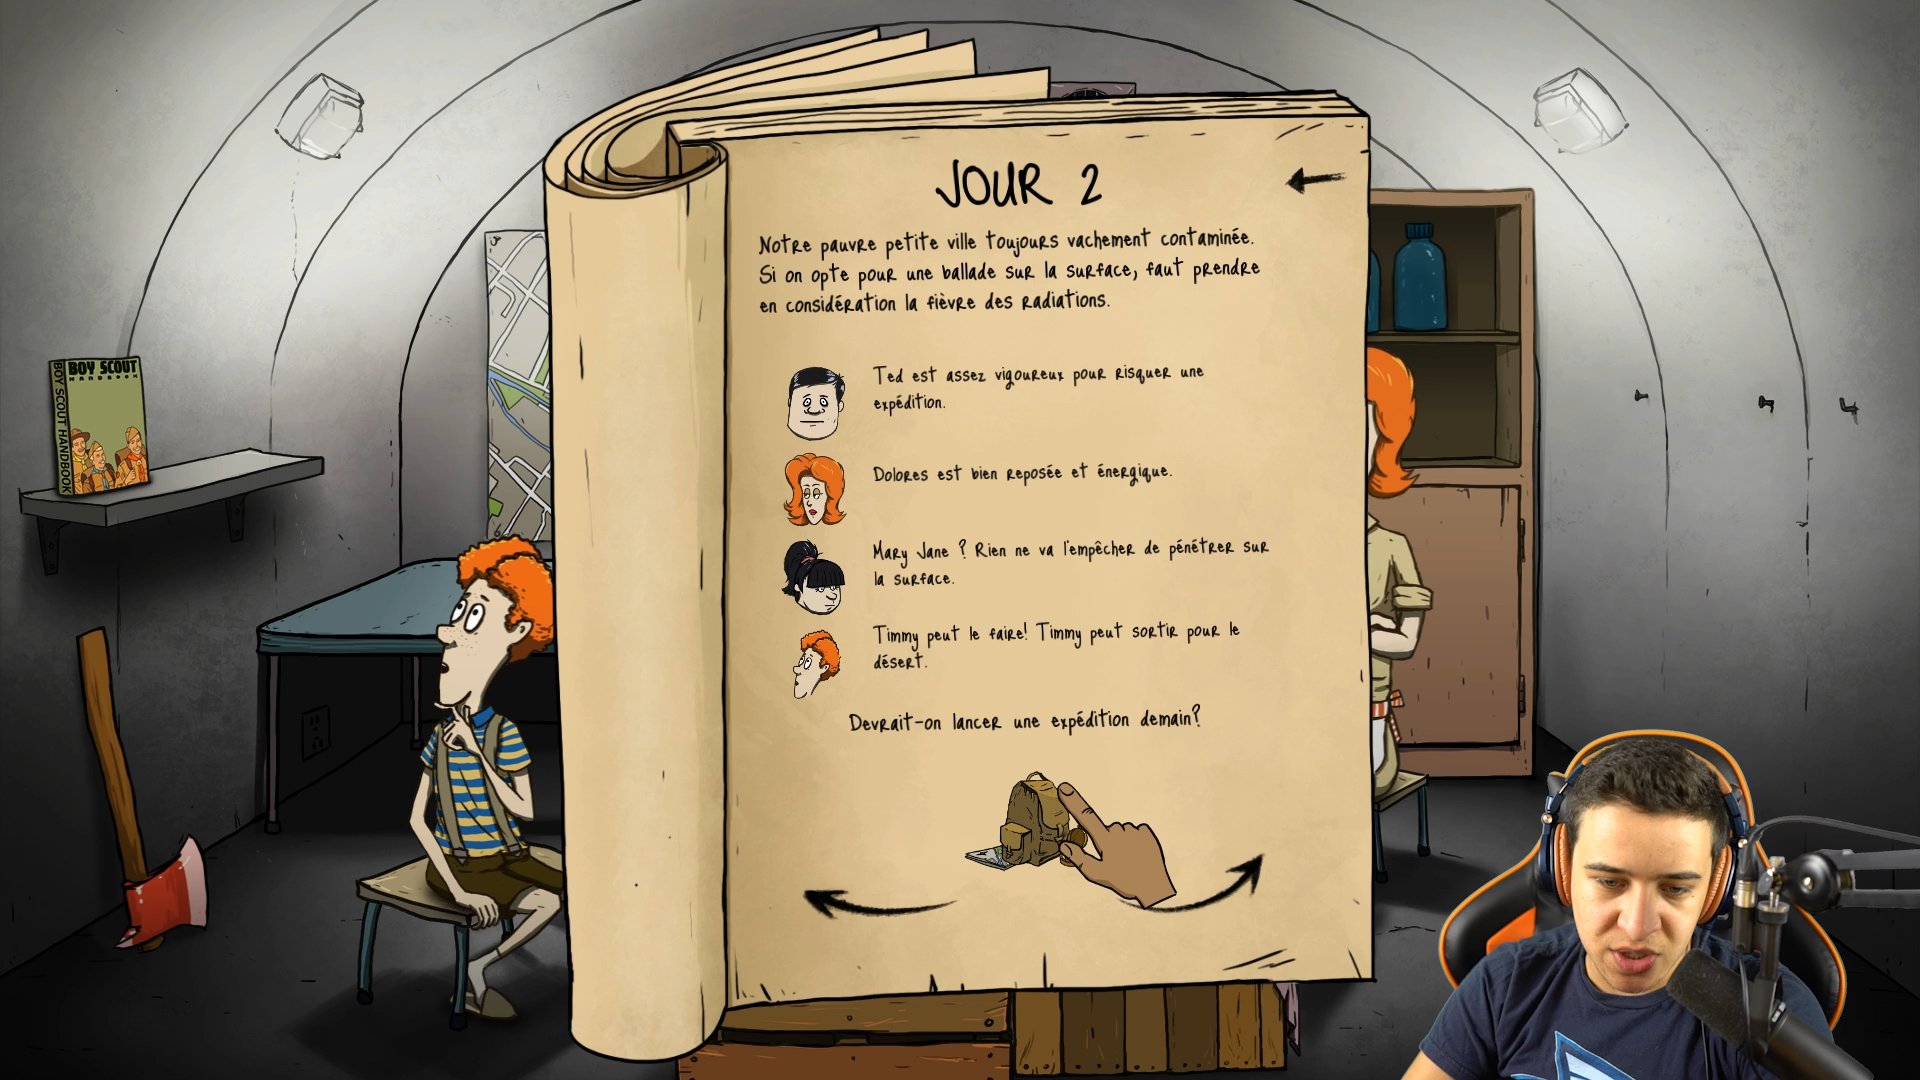 BOY SCOUT
HANDBOOK
BOY SCOUT HANDBOOK
JOUR 2
Notre pauvre petite ville toujours vachement contaminée.
Si on opte pour une ballade sur la surface, faut prendre
en considération la fièvre des radiations.
Ted est assez vigoureux pour risquer une
expédition.
Dolores est bien reposée et énergique.
Mary Jane ? Rien ne va l'empêcher de pénétrer sur
la surface.
Timmy peut le faire! Timmy peut sortir pour le
désert.
Devrait-on lancer une expédition demain?